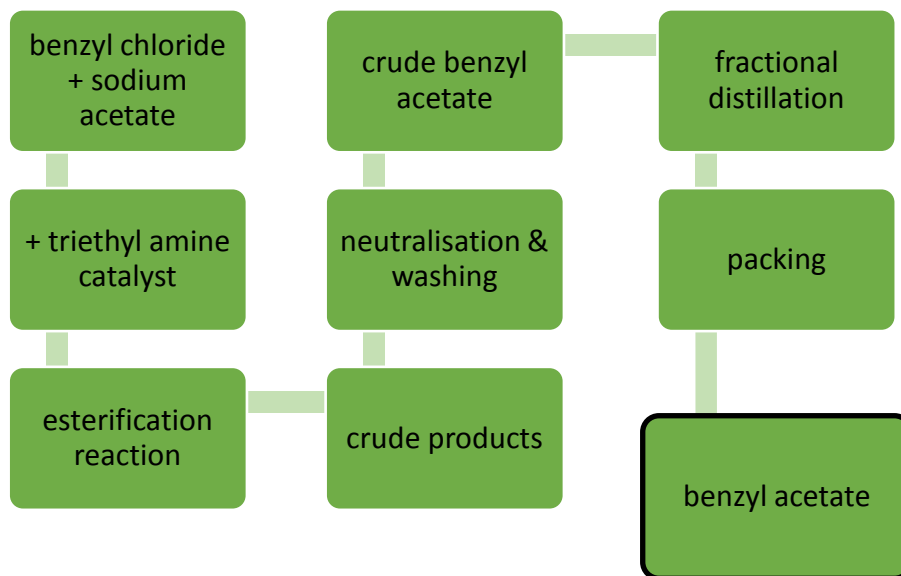 benzyl chloride
+ sodium
acetate
+ triethyl amine
catalyst
esterification
reaction
crude products
neutralisation &
washing
crude benzyl
acetate
fractional
distillation
packing
benzyl acetate